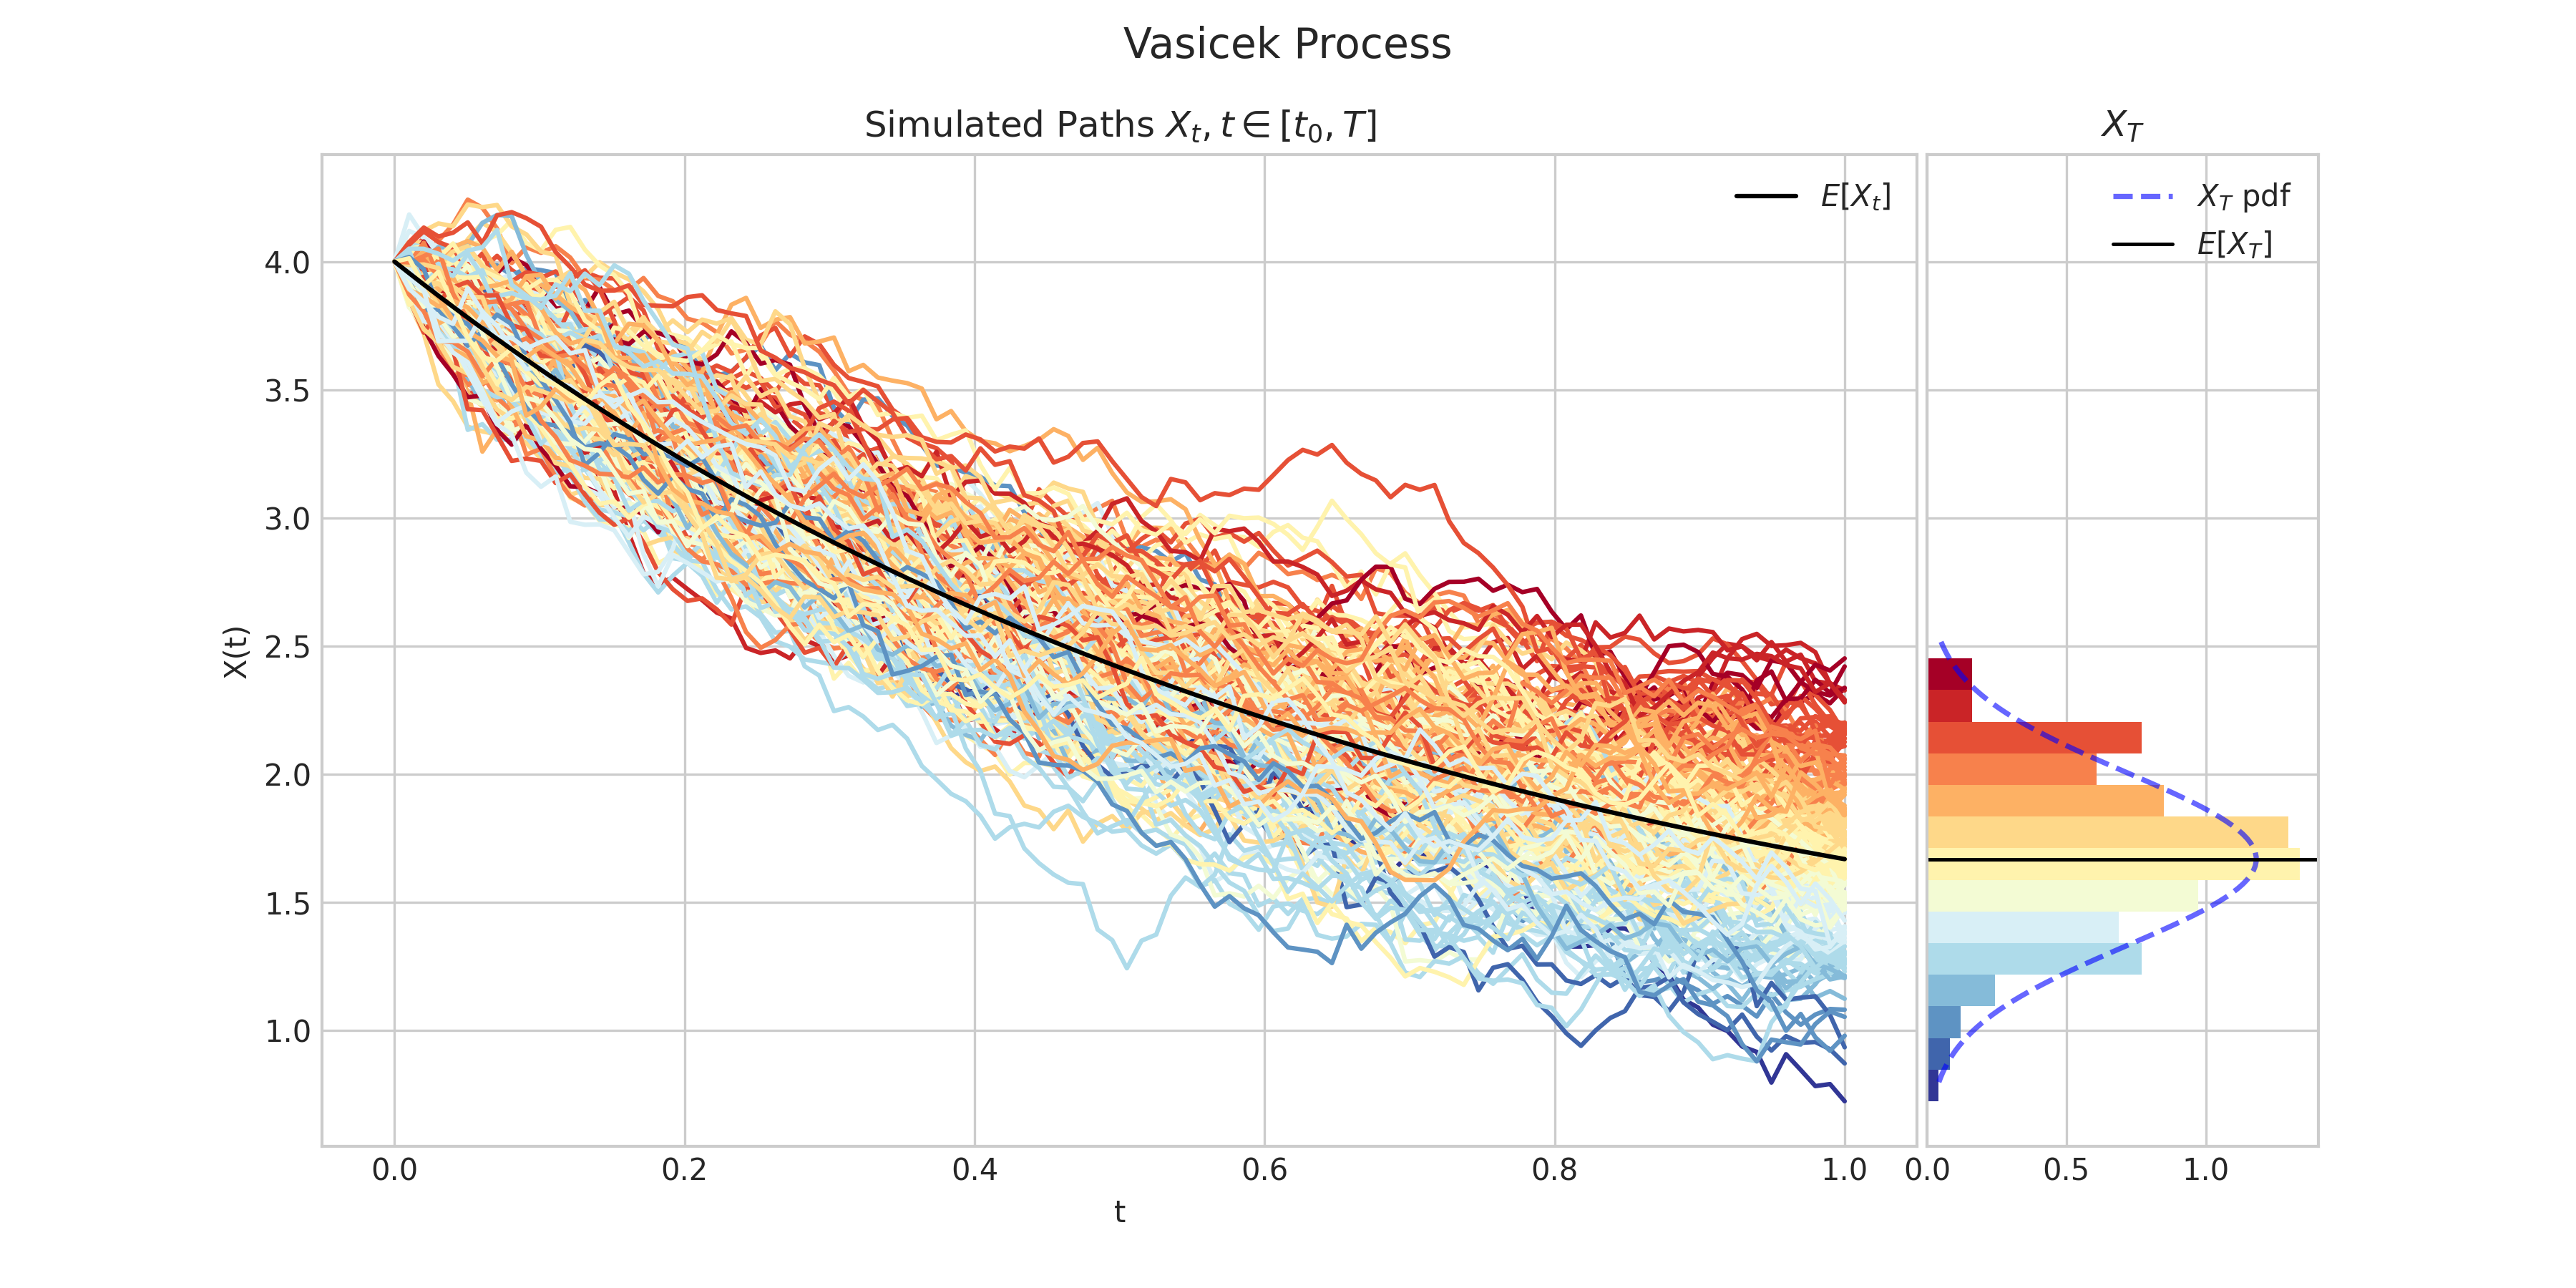 Vasicek Process
Simulated Paths X_t, t ∈ [t_0, T]
X_T
E[X_t]
X_T pdf
E[X_T]
4.0
3.5
3.0
2.5
2.0
1.5
1.0
X(t)
0.0 0.2 0.4 0.6 0.8 1.0
0.0 0.5 1.0
t